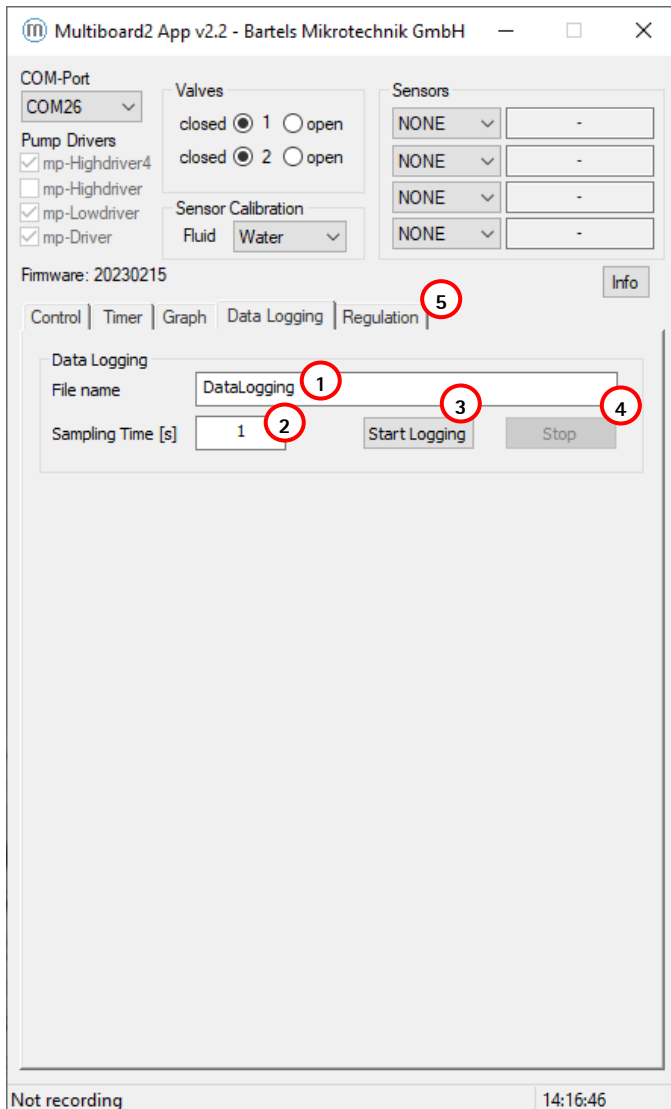 Multiboard2 App v2.2 - Bartels Mikrotechnik GmbH
COM-Port
COM26
Pump Drivers
mp-Highdriver4
mp-Highdriver
mp-Lowdriver
mp-Driver
Valves
closed 1 open
closed 2 open
Sensor Calibration
Fluid Water
Sensors
NONE -
NONE -
NONE -
NONE -
Firmware: 20230215
Info
Control Timer Graph Data Logging Regulation 5
Data Logging
File name DataLogging 1
Sampling Time [s] 1 2 Start Logging 3 Stop 4
Not recording 14:16:46